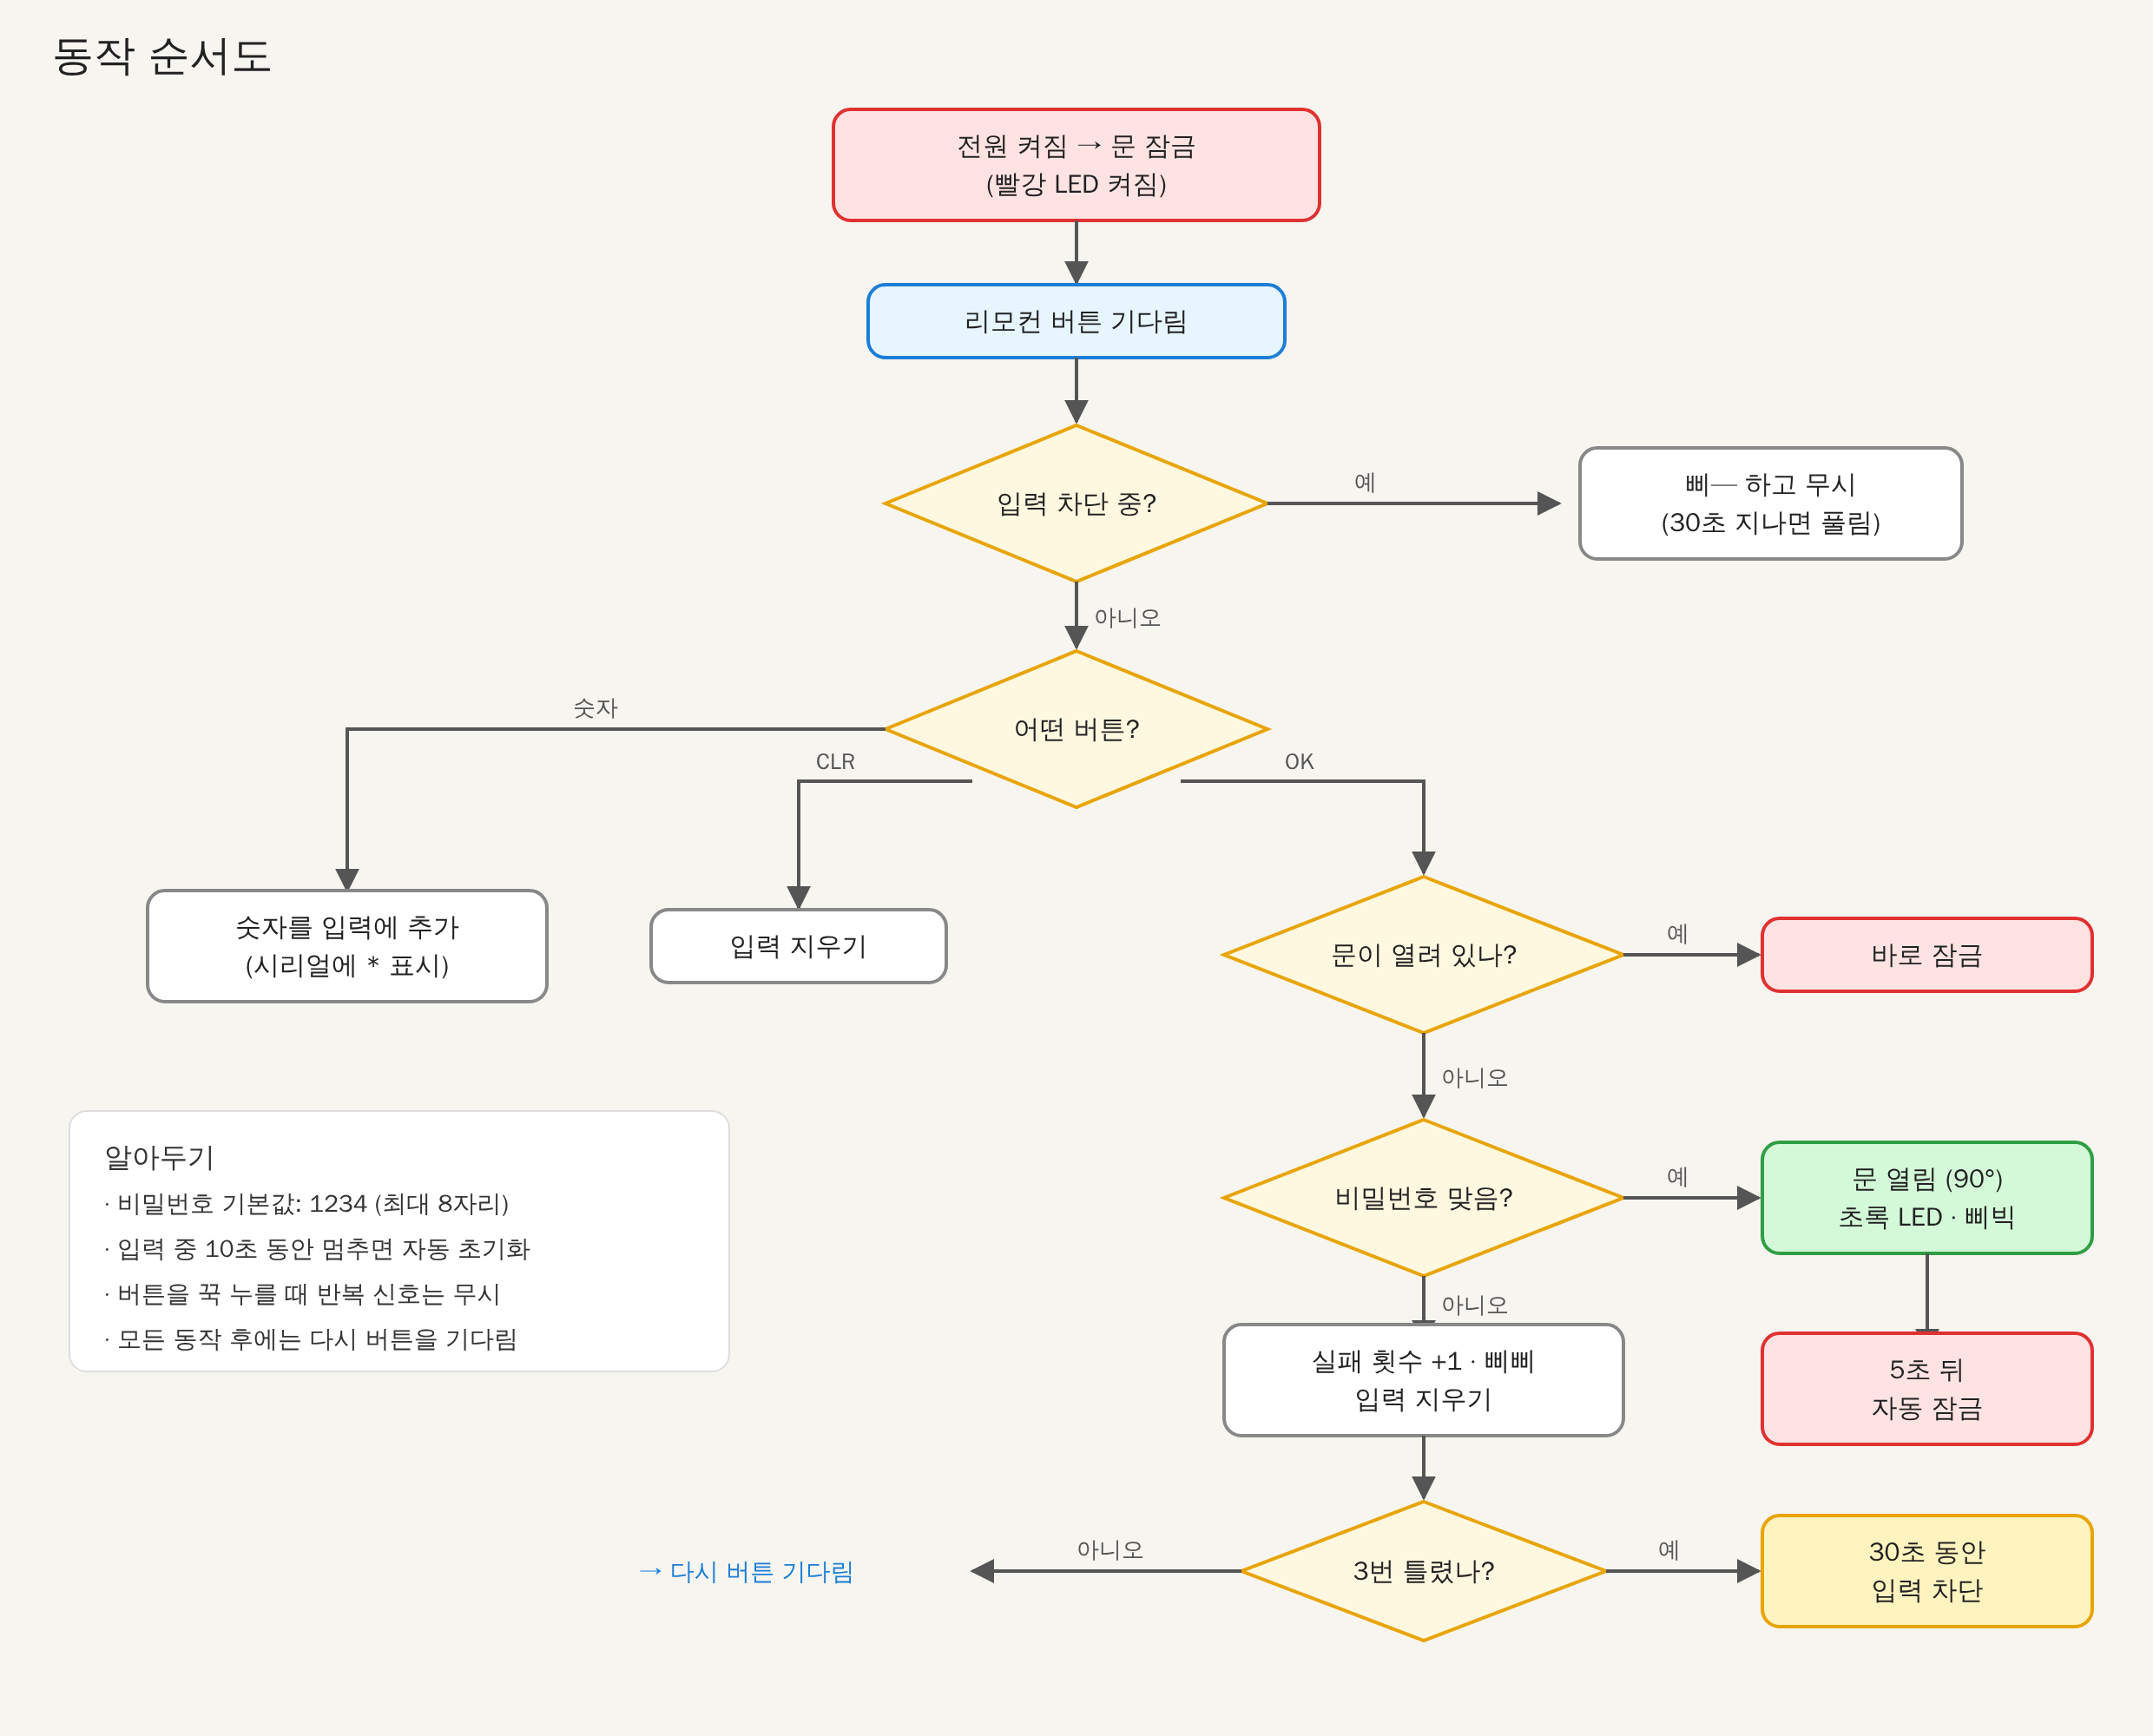 동작 순서도
전원 켜짐 → 문 잠금
(빨강 LED 켜짐)
리모컨 버튼 기다림
입력 차단 중?
예
삐— 하고 무시
(30초 지나면 풀림)
아니오
어떤 버튼?
숫자
CLR
OK
숫자를 입력에 추가
(시리얼에 * 표시)
입력 지우기
문이 열려 있나?
예
바로 잠금
아니오
비밀번호 맞음?
예
문 열림 (90°)
초록 LED · 삐빅
아니오
실패 횟수 +1 · 삐삐
입력 지우기
5초 뒤
자동 잠금
3번 틀렸나?
예
30초 동안
입력 차단
아니오
→ 다시 버튼 기다림
알아두기
· 비밀번호 기본값: 1234 (최대 8자리)
· 입력 중 10초 동안 멈추면 자동 초기화
· 버튼을 꾹 누를 때 반복 신호는 무시
· 모든 동작 후에는 다시 버튼을 기다림